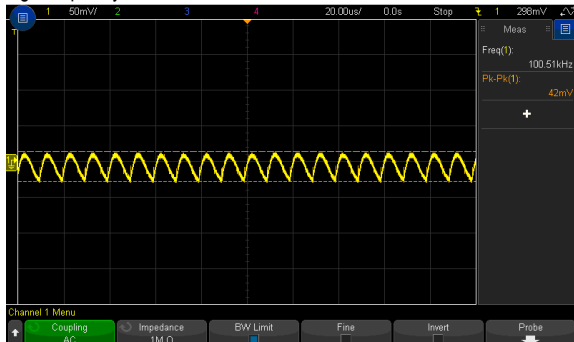 1 50mV/ 2 3 4 20.00us/ 0.0s Stop 1 298mV
T
Meas
Freq(1):
100.51kHz
Pk-Pk(1):
42mV
+
Channel 1 Menu
Coupling Impedance BW Limit Fine Invert Probe
AC 1M Ω